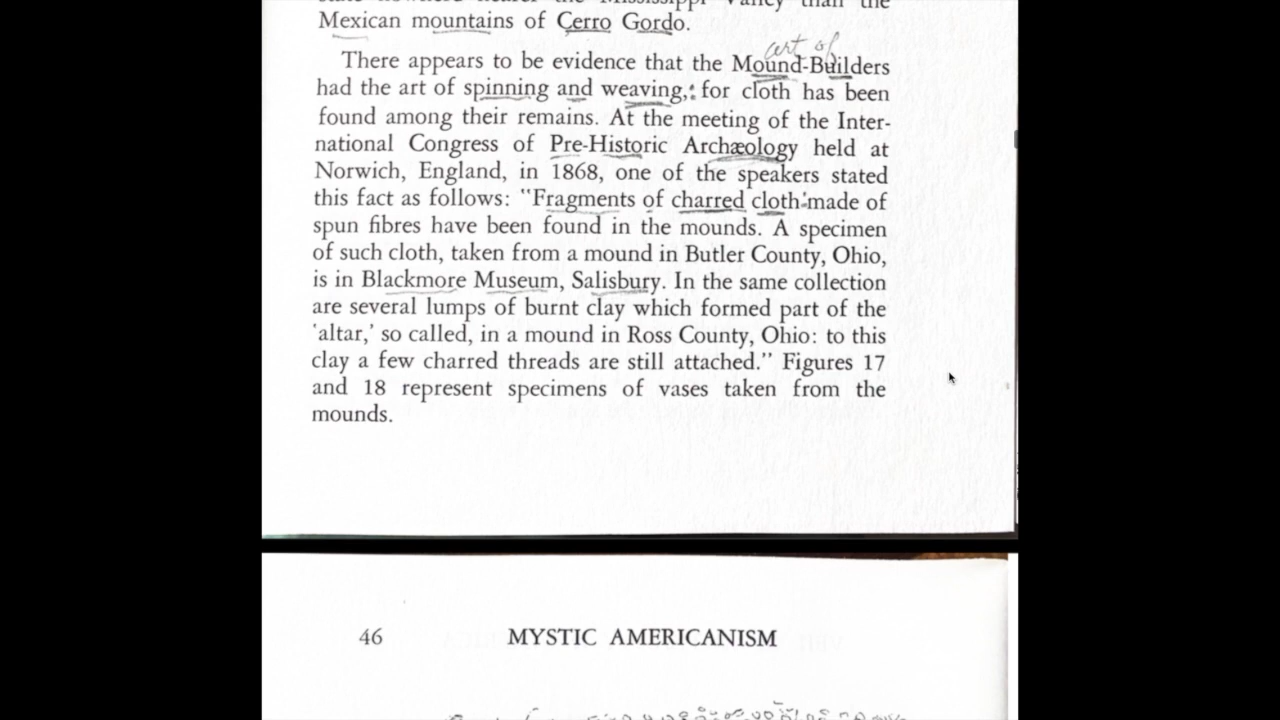 Mississippi Valley than the
Mexican mountains of Cerro Gordo.
art of
There appears to be evidence that the Mound-Builders
had the art of spinning and weaving, for cloth has been
found among their remains. At the meeting of the Inter-
national Congress of Pre-Historic Archæology held at
Norwich, England, in 1868, one of the speakers stated
this fact as follows: "Fragments of charred cloth made of
spun fibres have been found in the mounds. A specimen
of such cloth, taken from a mound in Butler County, Ohio,
is in Blackmore Museum, Salisbury. In the same collection
are several lumps of burnt clay which formed part of the
'altar,' so called, in a mound in Ross County, Ohio: to this
clay a few charred threads are still attached." Figures 17
and 18 represent specimens of vases taken from the
mounds.
46 MYSTIC AMERICANISM